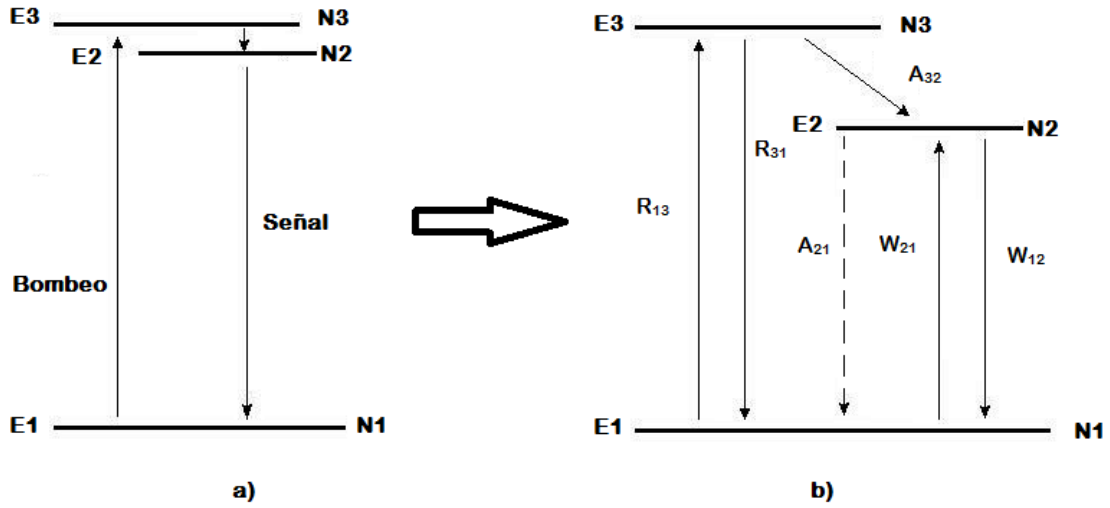 E3 N3
E2 N2
Señal
Bombeo
E1 N1
a)
E3 N3
A32
E2 N2
R31
R13
A21 W21 W12
E1 N1
b)